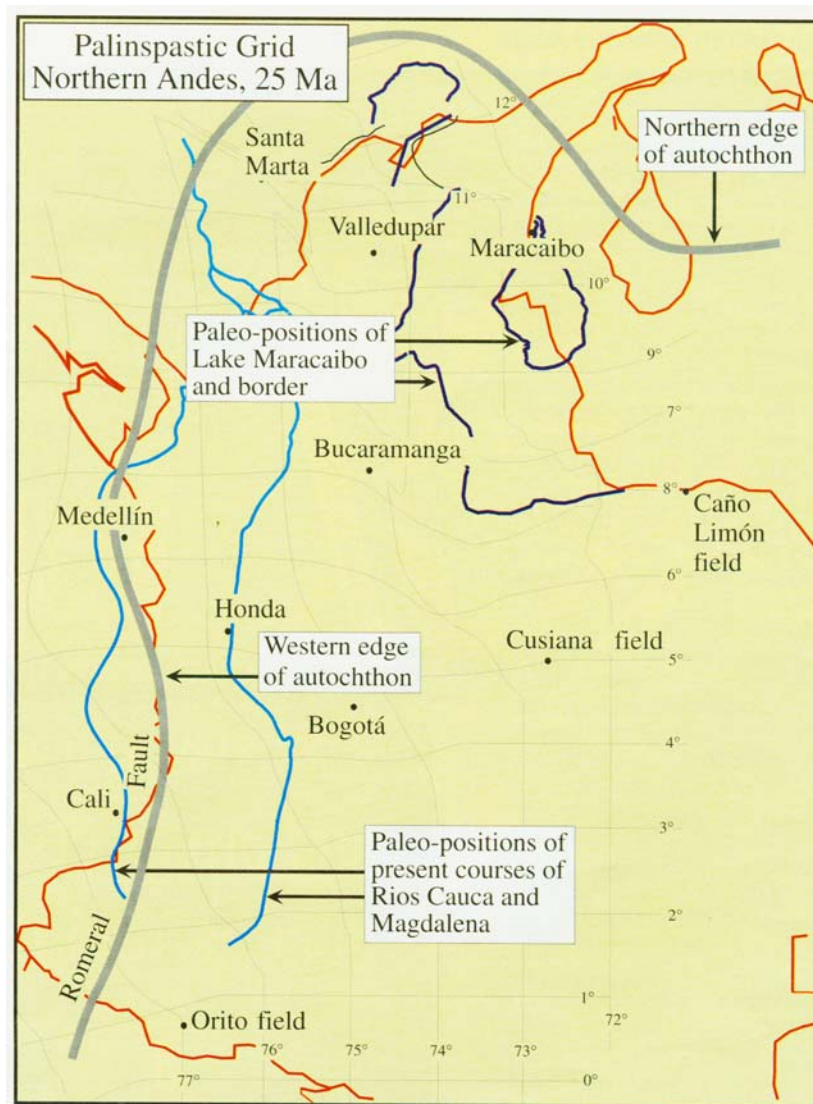 Palinspastic Grid
Northern Andes, 25 Ma
12°
Northern edge
of autochthon
Santa
Marta
11°
Valledupar
Maracaibo
10°
Paleo-positions of
Lake Maracaibo
and border
9°
7°
Bucaramanga
8°
Caño
Limón
field
Medellín
6°
Honda
Western edge
of autochthon
Cusiana field
5°
Bogotá
4°
Fault
Cali
3°
Paleo-positions of
present courses of
Rios Cauca and
Magdalena
2°
Romeral
1°
Orito field
72°
76°
75°
74°
73°
77°
0°